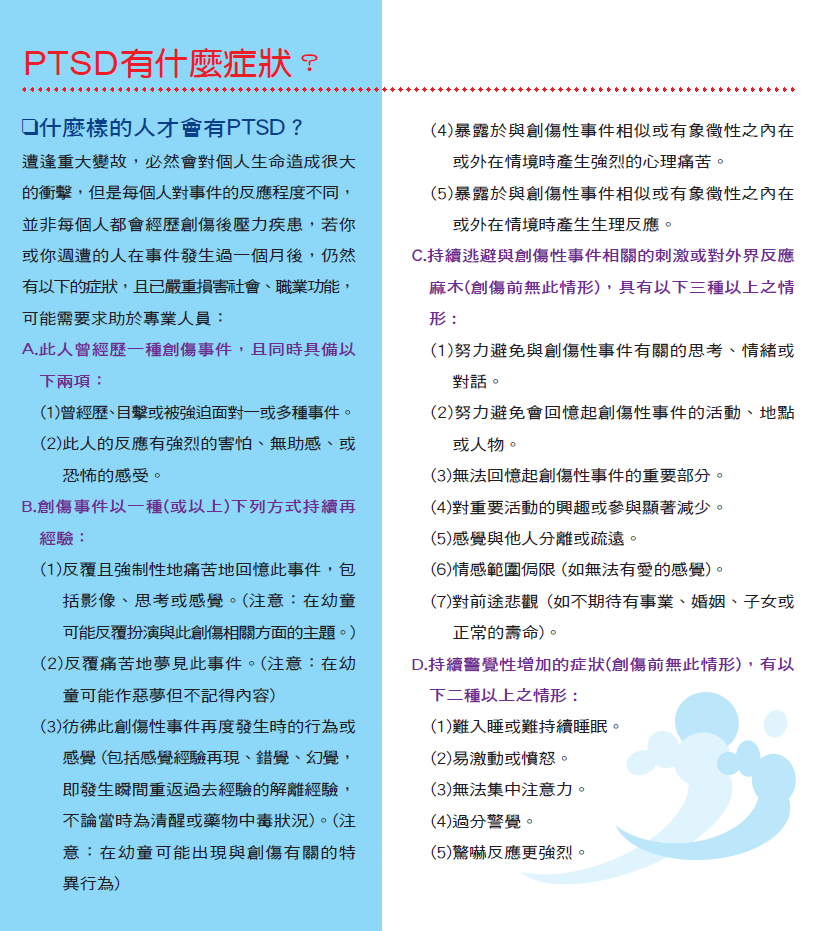 PTSD有什麼症狀?
❏什麼樣的人才會有PTSD?
遭逢重大變故，必然會對個人生命造成很大
的衝擊，但是每個人對事件的反應程度不同，
並非每個人都會經歷創傷後壓力疾患，若你
或你週遭的人在事件發生過一個月後，仍然
有以下的症狀，且已嚴重損害社會、職業功能，
可能需要求助於專業人員：
A.此人曾經歷一種創傷事件，且同時具備以
下兩項：
(1)曾經歷、目擊或被強迫面對一或多種事件。
(2)此人的反應有強烈的害怕、無助感、或
恐怖的感受。
B.創傷事件以一種(或以上)下列方式持續再
經驗：
(1)反覆且強制性地痛苦地回憶此事件，包
括影像、思考或感覺。(注意：在幼童
可能反覆扮演與此創傷相關方面的主題。)
(2)反覆痛苦地夢見此事件。(注意：在幼
童可能作惡夢但不記得內容)
(3)彷彿此創傷性事件再度發生時的行為或
感覺(包括感覺經驗再現、錯覺、幻覺，
即發生瞬間重返過去經驗的解離經驗，
不論當時為清醒或藥物中毒狀況)。(注
意：在幼童可能出現與創傷有關的特
異行為)
(4)暴露於與創傷性事件相似或有象徵性之內在
或外在情境時產生強烈的心理痛苦。
(5)暴露於與創傷性事件相似或有象徵性之內在
或外在情境時產生生理反應。
C.持續逃避與創傷性事件相關的刺激或對外界反應
麻木(創傷前無此情形)，具有以下三種以上之情
形：
(1)努力避免與創傷性事件有關的思考、情緒或
對話。
(2)努力避免會回憶起創傷性事件的活動、地點
或人物。
(3)無法回憶起創傷性事件的重要部分。
(4)對重要活動的興趣或參與顯著減少。
(5)感覺與他人分離或疏遠。
(6)情感範圍侷限(如無法有愛的感覺)。
(7)對前途悲觀(如不期待有事業、婚姻、子女或
正常的壽命)。
D.持續警覺性增加的症狀(創傷前無此情形)，有以
下二種以上之情形：
(1)難入睡或難持續睡眠。
(2)易激動或憤怒。
(3)無法集中注意力。
(4)過分警覺。
(5)驚嚇反應更強烈。